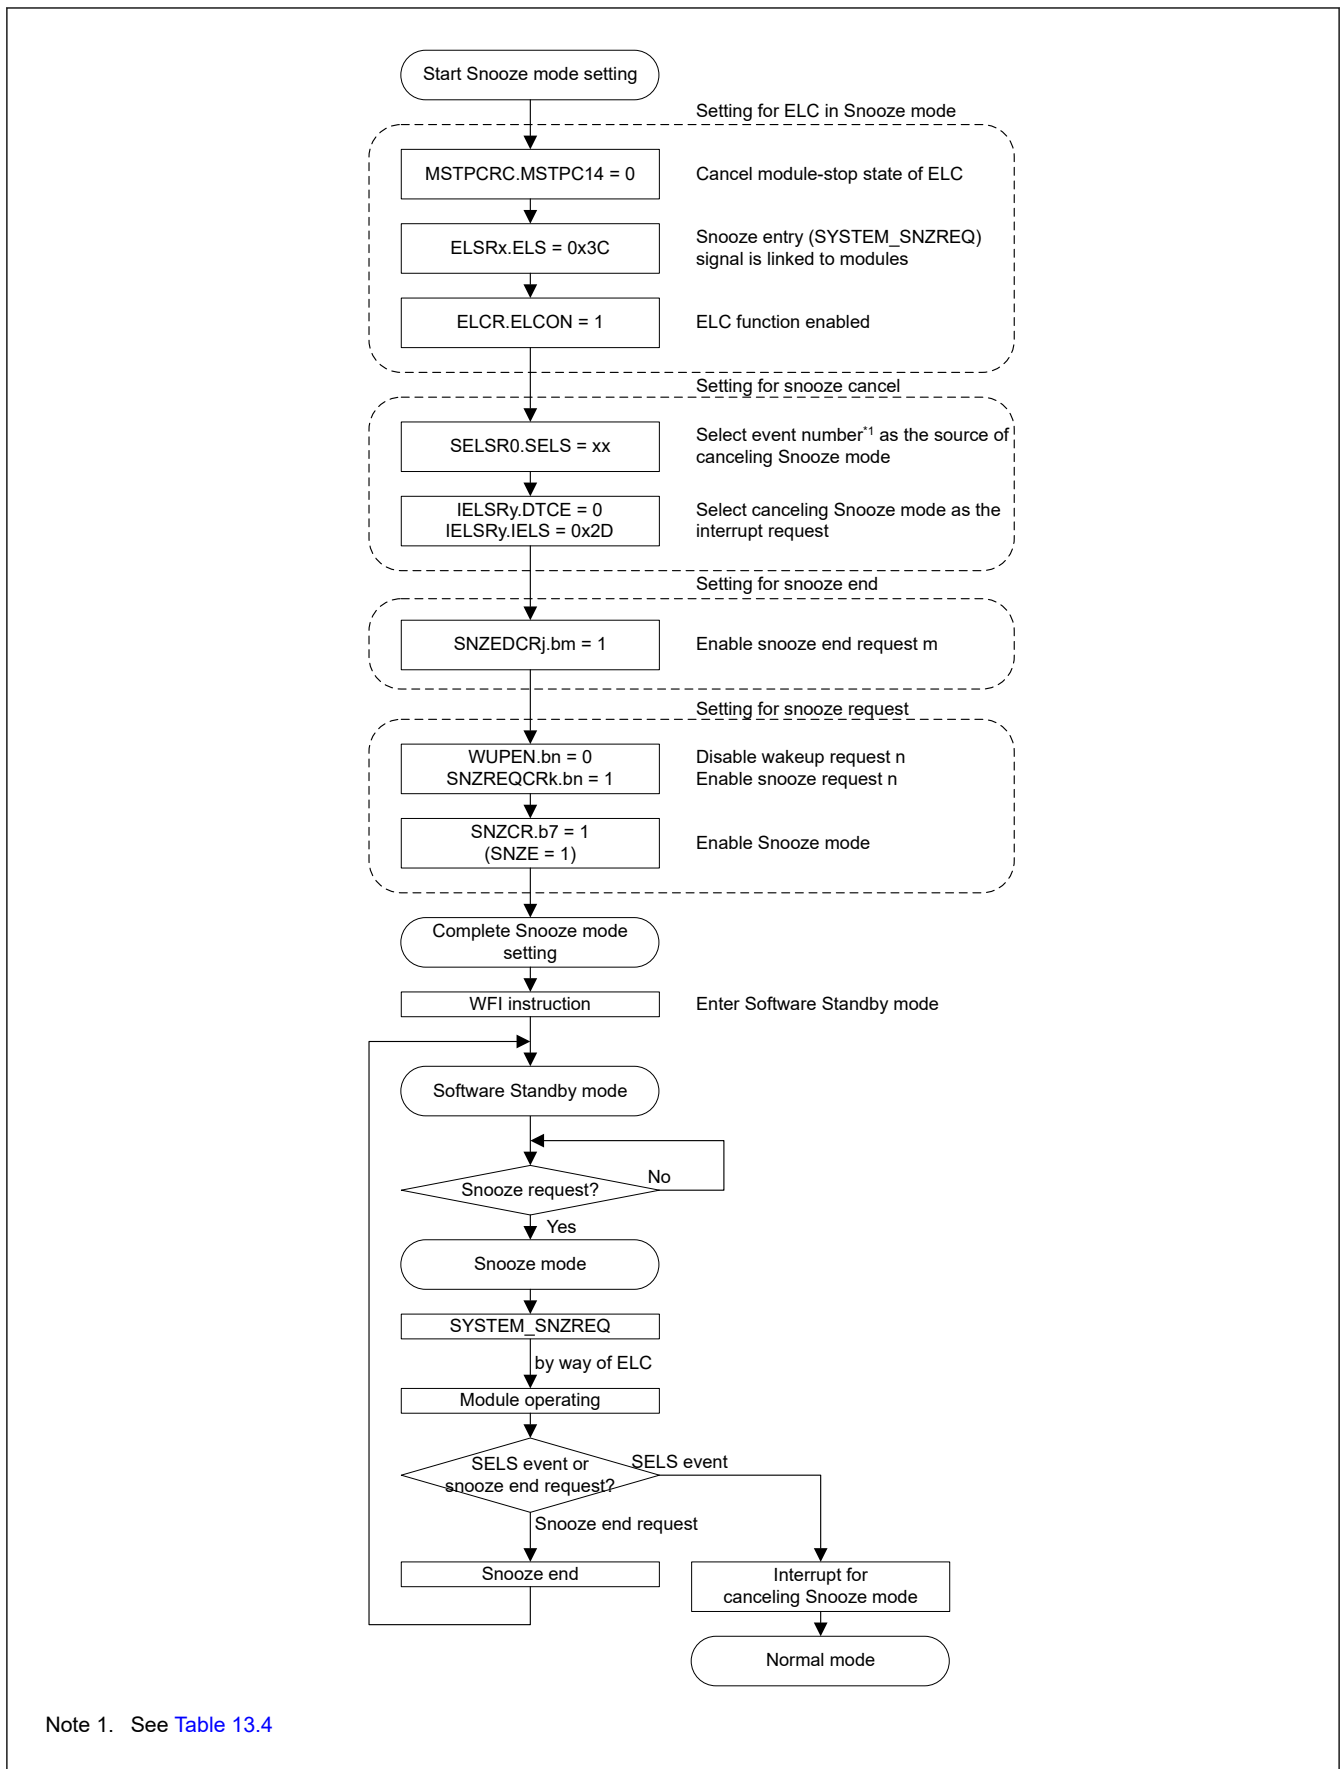 Start Snooze mode setting
Setting for ELC in Snooze mode
MSTPCRC.MSTPC14 = 0
Cancel module-stop state of ELC
ELSRx.ELS = 0x3C
Snooze entry (SYSTEM_SNZREQ)
signal is linked to modules
ELCR.ELCON = 1
ELC function enabled
Setting for snooze cancel
SELSR0.SELS = xx
Select event number*1 as the source of
canceling Snooze mode
IELSRy.DTCE = 0
IELSRy.IELS = 0x2D
Select canceling Snooze mode as the
interrupt request
Setting for snooze end
SNZEDCRj.bm = 1
Enable snooze end request m
Setting for snooze request
WUPEN.bn = 0
SNZREQCRk.bn = 1
Disable wakeup request n
Enable snooze request n
SNZCR.b7 = 1
(SNZE = 1)
Enable Snooze mode
Complete Snooze mode
setting
WFI instruction
Enter Software Standby mode
Software Standby mode
No
Snooze request?
Yes
Snooze mode
SYSTEM_SNZREQ
by way of ELC
Module operating
SELS event or
snooze end request?
SELS event
Snooze end request
Snooze end
Interrupt for
canceling Snooze mode
Normal mode
Note 1. See Table 13.4